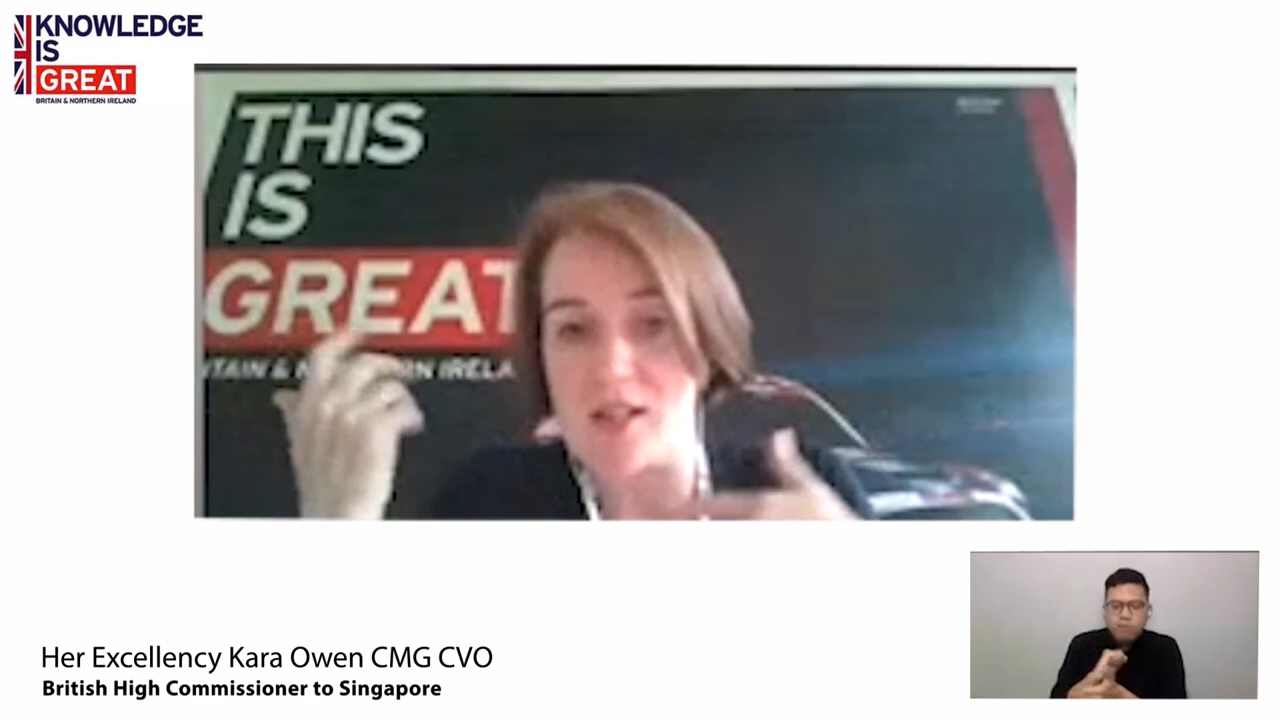 KNOWLEDGE
IS
GREAT
BRITAIN & NORTHERN IRELAND
THIS
IS
GREAT
Her Excellency Kara Owen CMG CVO
British High Commissioner to Singapore